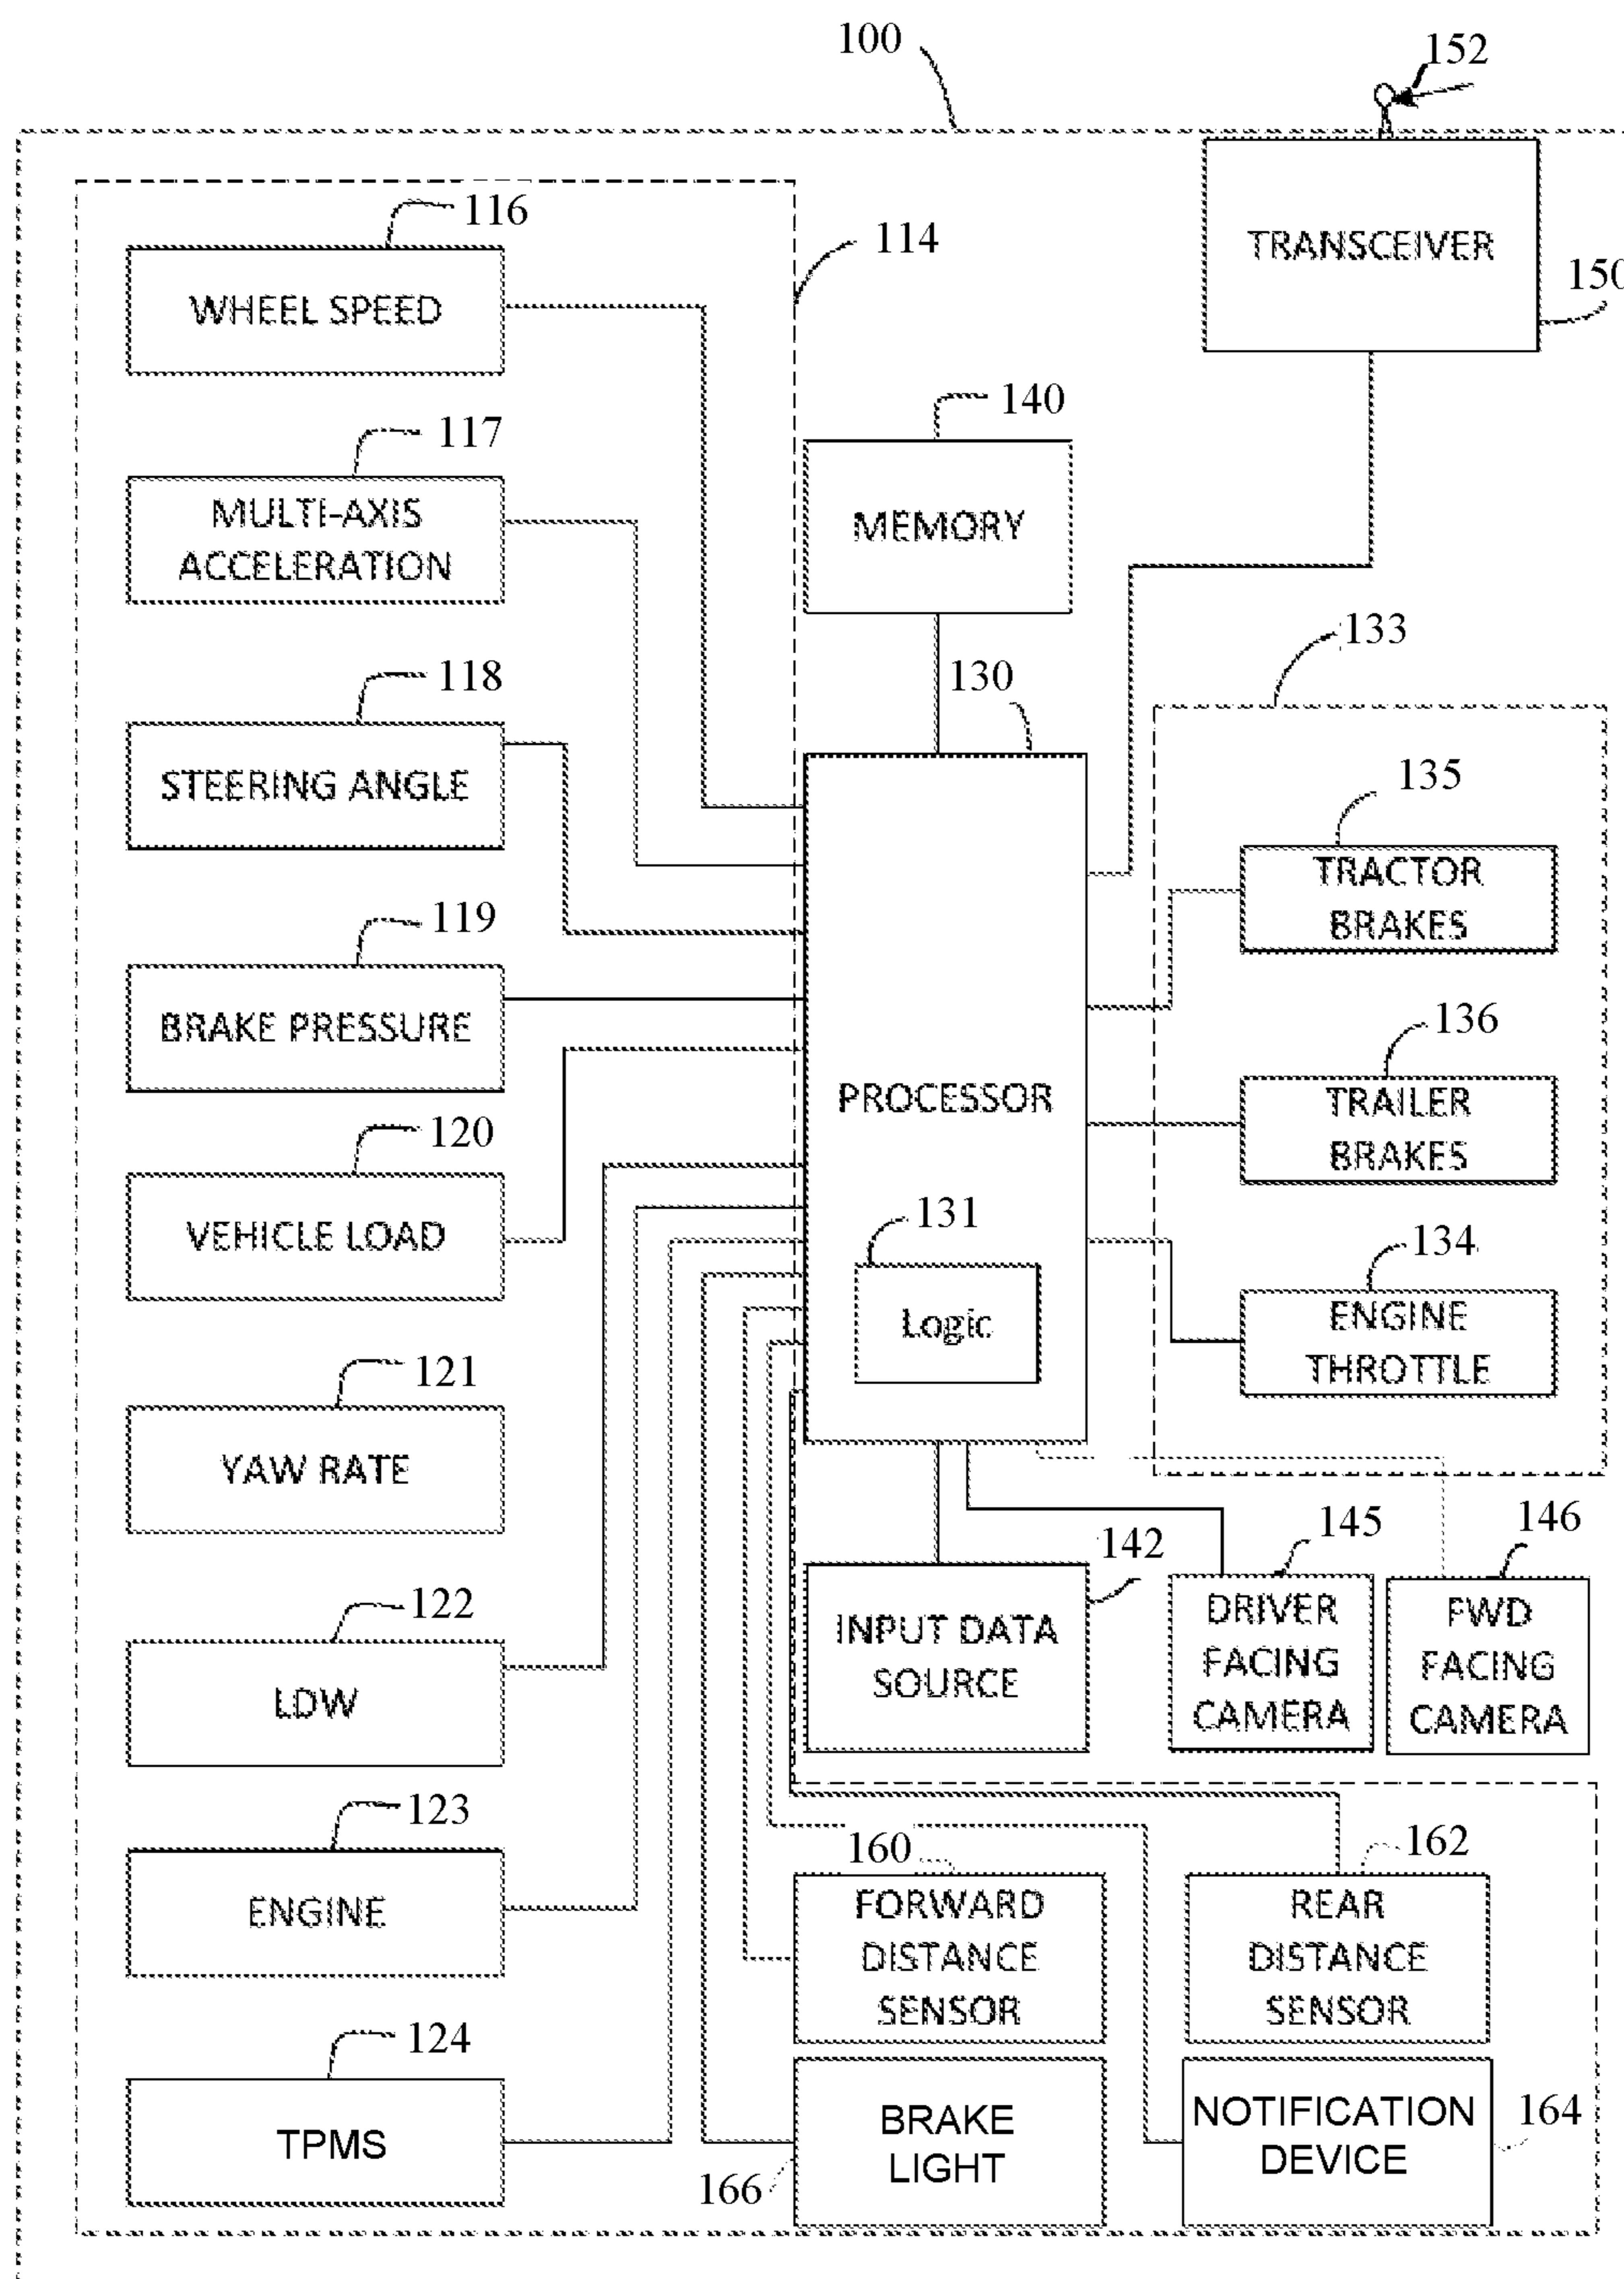 100
152
TRANSCEIVER
150
116
WHEEL SPEED
114
117
MULTI-AXIS
ACCELERATION
140
MEMORY
118
STEERING ANGLE
130
133
119
BRAKE PRESSURE
PROCESSOR
131
Logic
135
TRACTOR
BRAKES
136
TRAILER
BRAKES
134
ENGINE
THROTTLE
120
VEHICLE LOAD
121
YAW RATE
122
LDW
142
INPUT DATA
SOURCE
145
DRIVER
FACING
CAMERA
146
FWD
FACING
CAMERA
123
ENGINE
160
FORWARD
DISTANCE
SENSOR
162
REAR
DISTANCE
SENSOR
124
TPMS
166
BRAKE
LIGHT
NOTIFICATION
DEVICE
164